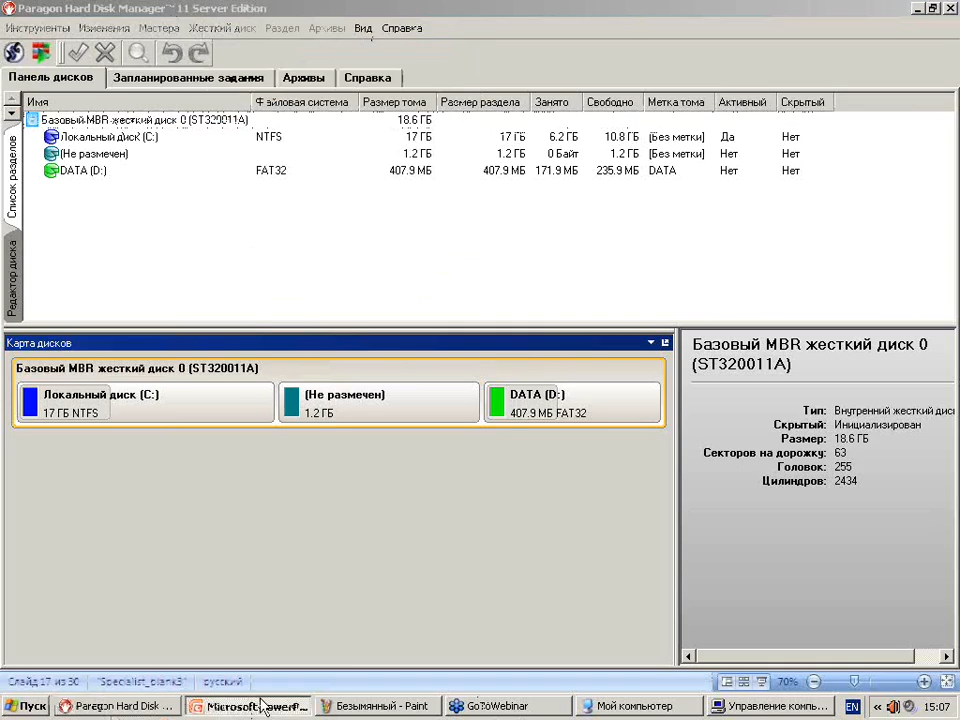 Paragon Hard Disk Manager™ 11 Server Edition
Инструменты Изменения Мастера Жесткий диск Раздел Архивы Вид Справка
Панель дисков Запланированные задания Архивы Справка
Имя Файловая система Размер тома Размер раздела Занято Свободно Метка тома Активный Скрытый
Базовый MBR жесткий диск 0 (ST320011A) 18.6 ГБ
Локальный диск (C:) NTFS 17 ГБ 17 ГБ 6.2 ГБ 10.8 ГБ [Без метки] Да Нет
(Не размечен) 1.2 ГБ 1.2 ГБ 0 Байт 1.2 ГБ [Без метки] Нет Нет
DATA (D:) FAT32 407.9 МБ 407.9 МБ 171.9 МБ 235.9 МБ DATA Нет Нет
Список разделов
Редактор диска
Карта дисков
Базовый MBR жесткий диск 0 (ST320011A)
Локальный диск (C:)
17 ГБ NTFS
(Не размечен)
1.2 ГБ
DATA (D:)
407.9 МБ FAT32
Базовый MBR жесткий диск 0
(ST320011A)
Тип: Внутренний жесткий диск
Скрытый: Инициализирован
Размер: 18.6 ГБ
Секторов на дорожку: 63
Головок: 255
Цилиндров: 2434
Слайд 17 из 30 "Specialist_blank3" русский 70%
Пуск Paragon Hard Disk ... Microsoft PowerP... Безымянный - Paint GoToWebinar Мой компьютер Управление компь... EN « 15:07